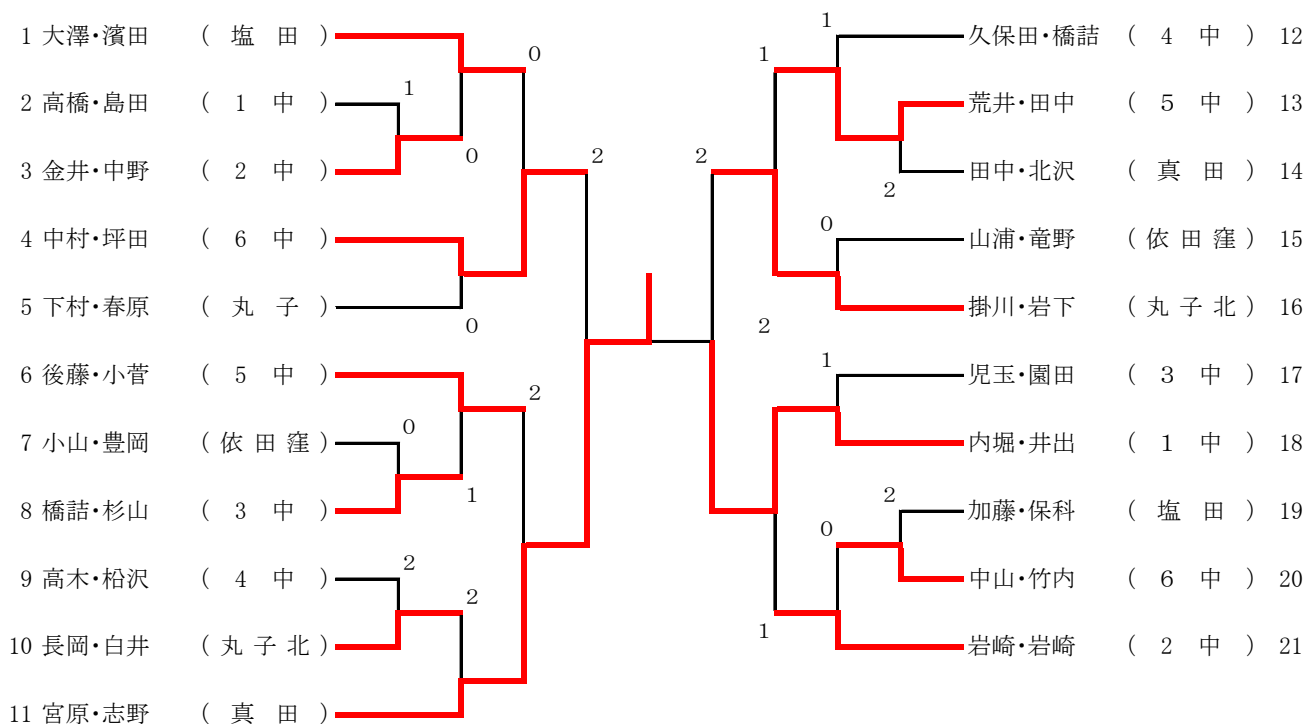 1 大澤・濱田 ( 塩 田 )
0
1
2 高橋・島田 ( 1 中 )
3 金井・中野 ( 2 中 )
0
2
4 中村・坪田 ( 6 中 )
5 下村・春原 ( 丸 子 )
0
6 後藤・小菅 ( 5 中 )
2
7 小山・豊岡 ( 依 田 窪 )
0
8 橋詰・杉山 ( 3 中 )
1
9 高木・柗沢 ( 4 中 )
2
2
10 長岡・白井 ( 丸 子 北 )
11 宮原・志野 ( 真 田 )
1
久保田・橋詰 ( 4 中 ) 12
1
荒井・田中 ( 5 中 ) 13
2
田中・北沢 ( 真 田 ) 14
2
0
山浦・竜野 ( 依 田 窪 ) 15
掛川・岩下 ( 丸 子 北 ) 16
2
1
児玉・園田 ( 3 中 ) 17
内堀・井出 ( 1 中 ) 18
2
加藤・保科 ( 塩 田 ) 19
0
中山・竹内 ( 6 中 ) 20
1
岩崎・岩崎 ( 2 中 ) 21